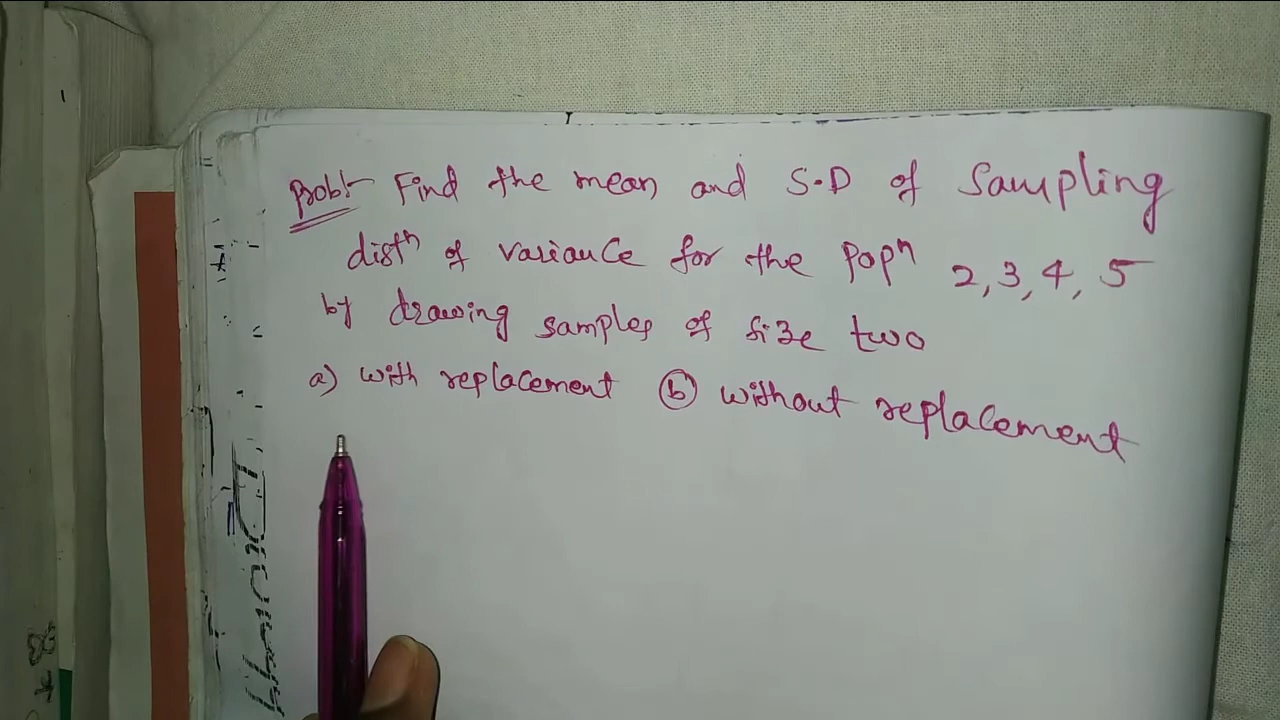 Prob:- Find the mean and S.D of Sampling
distⁿ of variance for the popⁿ 2, 3, 4, 5
by drawing samples of size two
a) with replacement ⓑ without replacement